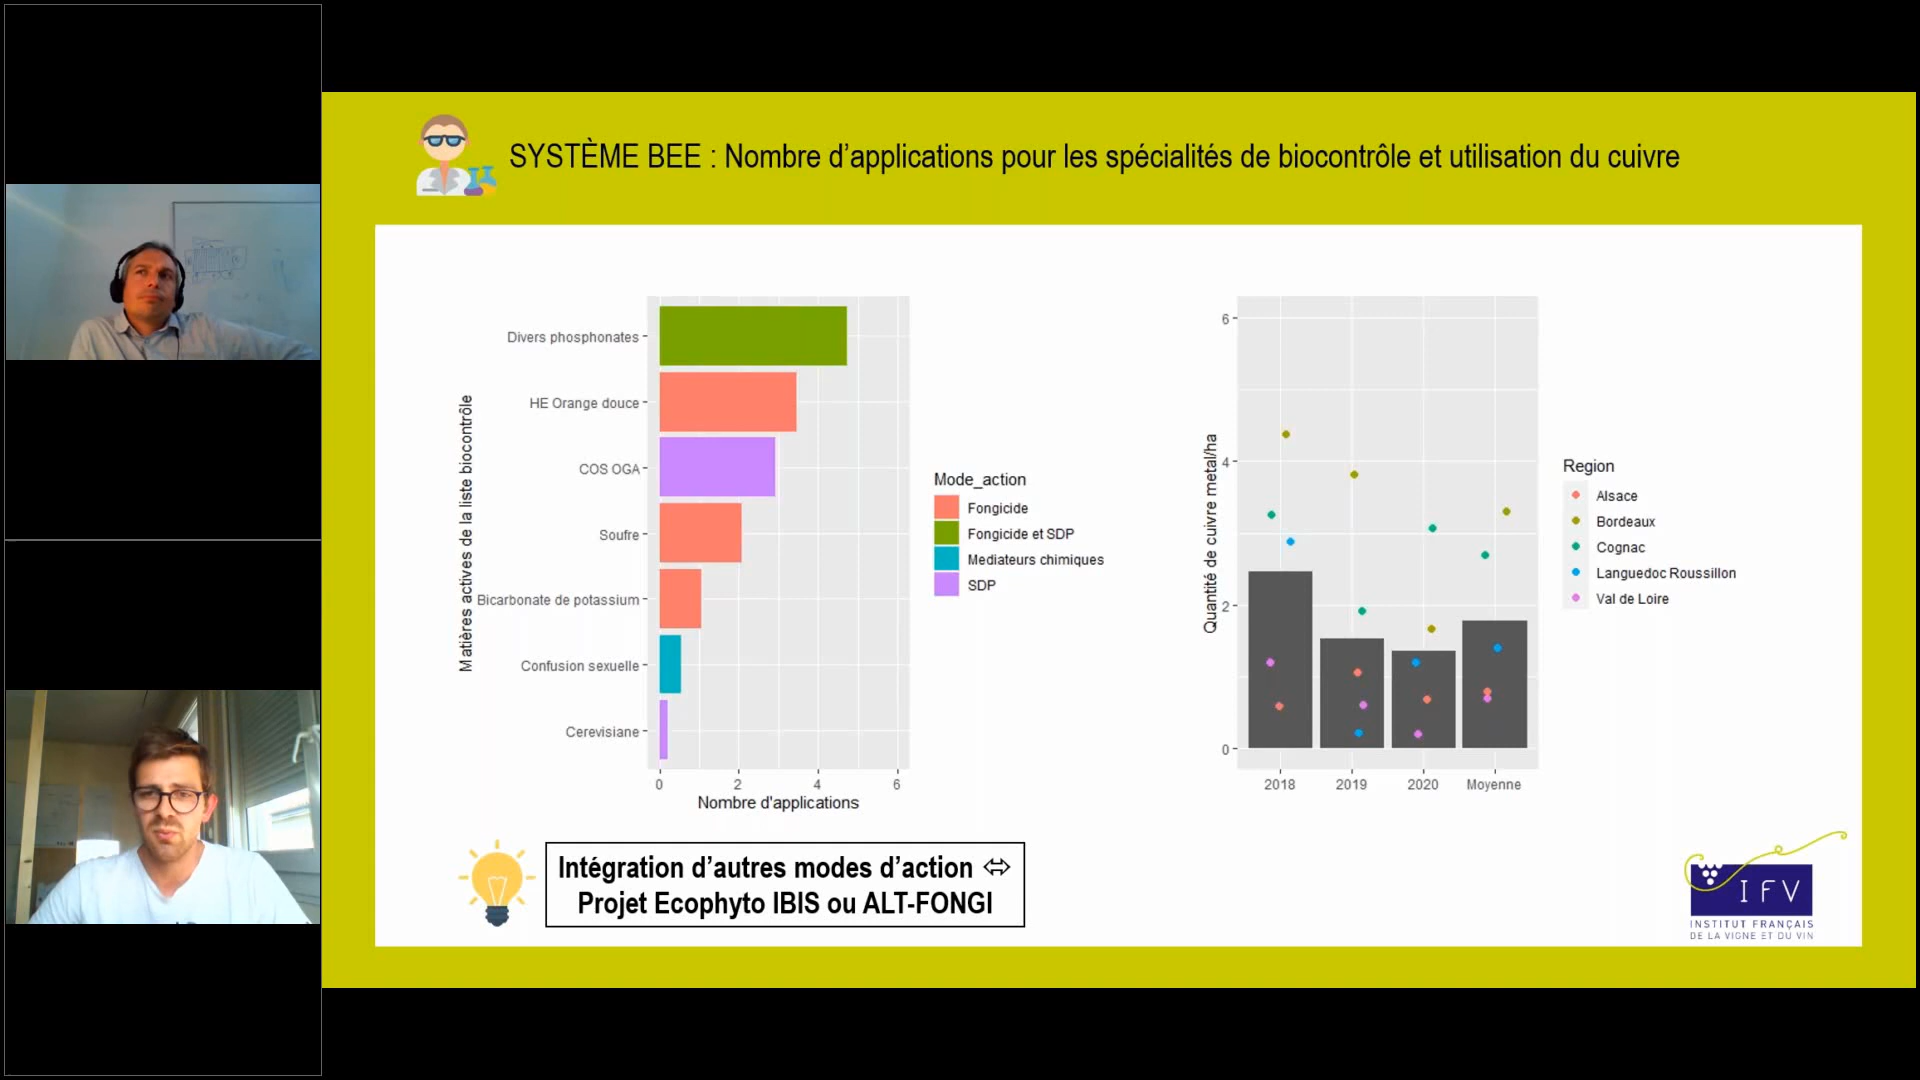 SYSTÈME BEE : Nombre d’applications pour les spécialités de biocontrôle et utilisation du cuivre
Matières actives de la liste biocontrôle
Divers phosphonates
HE Orange douce
COS OGA
Soufre
Bicarbonate de potassium
Confusion sexuelle
Cerevisiane
0 2 4 6
Nombre d'applications
Mode_action
Fongicide
Fongicide et SDP
Mediateurs chimiques
SDP
Quantité de cuivre metal/ha
6
4
2
0
2018 2019 2020 Moyenne
Region
Alsace
Bordeaux
Cognac
Languedoc Roussillon
Val de Loire
Intégration d’autres modes d’action ⬄
Projet Ecophyto IBIS ou ALT-FONGI
IFV
INSTITUT FRANÇAIS
DE LA VIGNE ET DU VIN